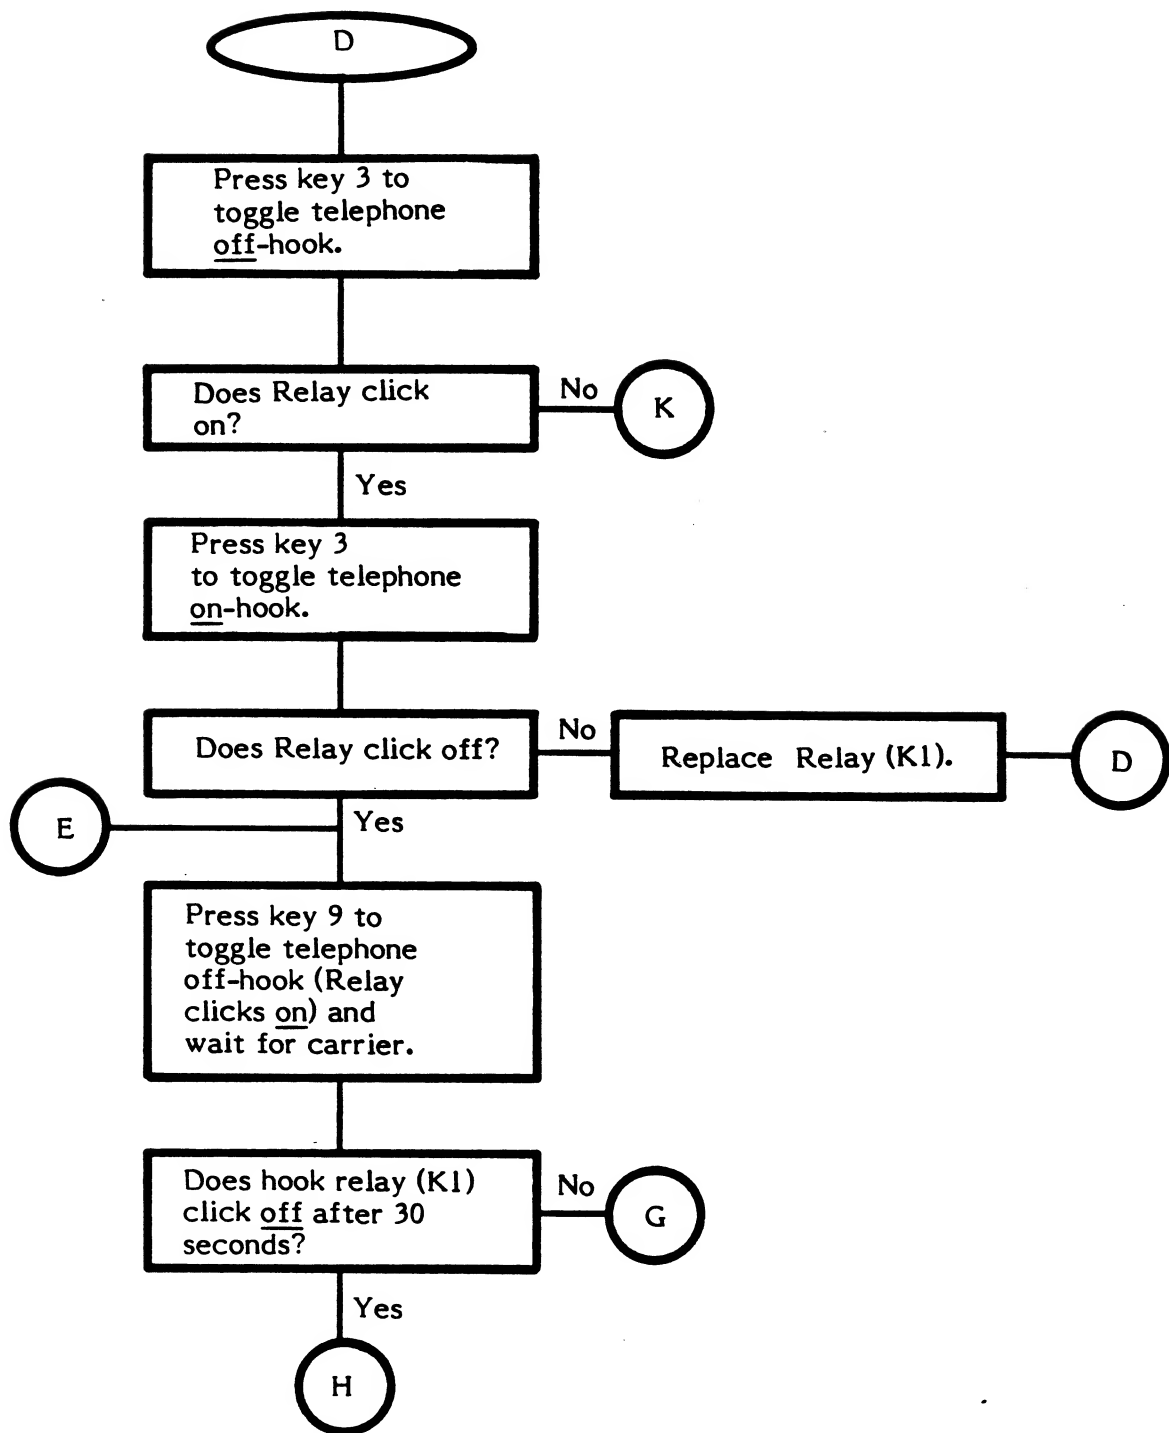 D
Press key 3 to
toggle telephone
off-hook.
Does Relay click
on?
No
K
Yes
Press key 3
to toggle telephone
on-hook.
Does Relay click off?
No
Replace Relay (K1).
D
E
Yes
Press key 9 to
toggle telephone
off-hook (Relay
clicks on) and
wait for carrier.
Does hook relay (K1)
click off after 30
seconds?
No
G
Yes
H